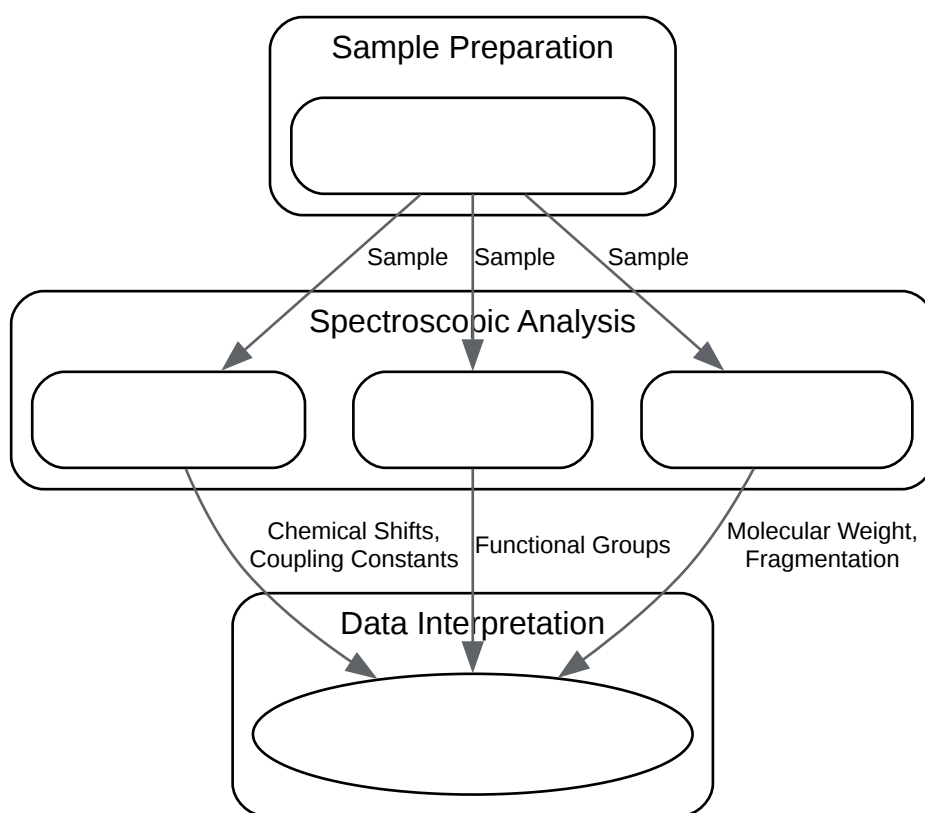 Sample Preparation
Sample
Sample
Sample
Spectroscopic Analysis
Chemical Shifts,
Coupling Constants
Functional Groups
Molecular Weight,
Fragmentation
Data Interpretation